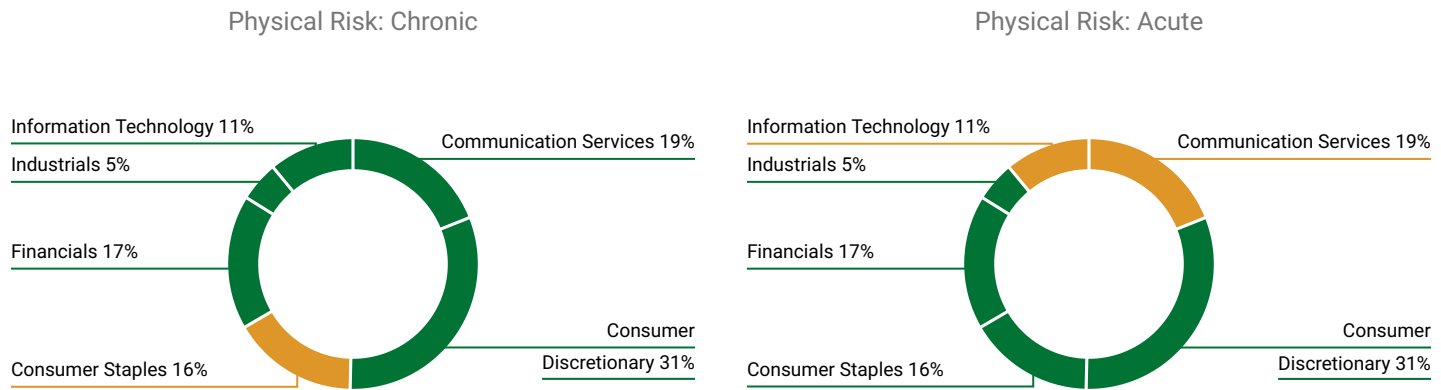 Physical Risk: Chronic
Information Technology 11%
Communication Services 19%
Industrials 5%
Financials 17%
Consumer
Discretionary 31%
Consumer Staples 16%
Physical Risk: Acute
Information Technology 11%
Communication Services 19%
Industrials 5%
Financials 17%
Consumer
Discretionary 31%
Consumer Staples 16%